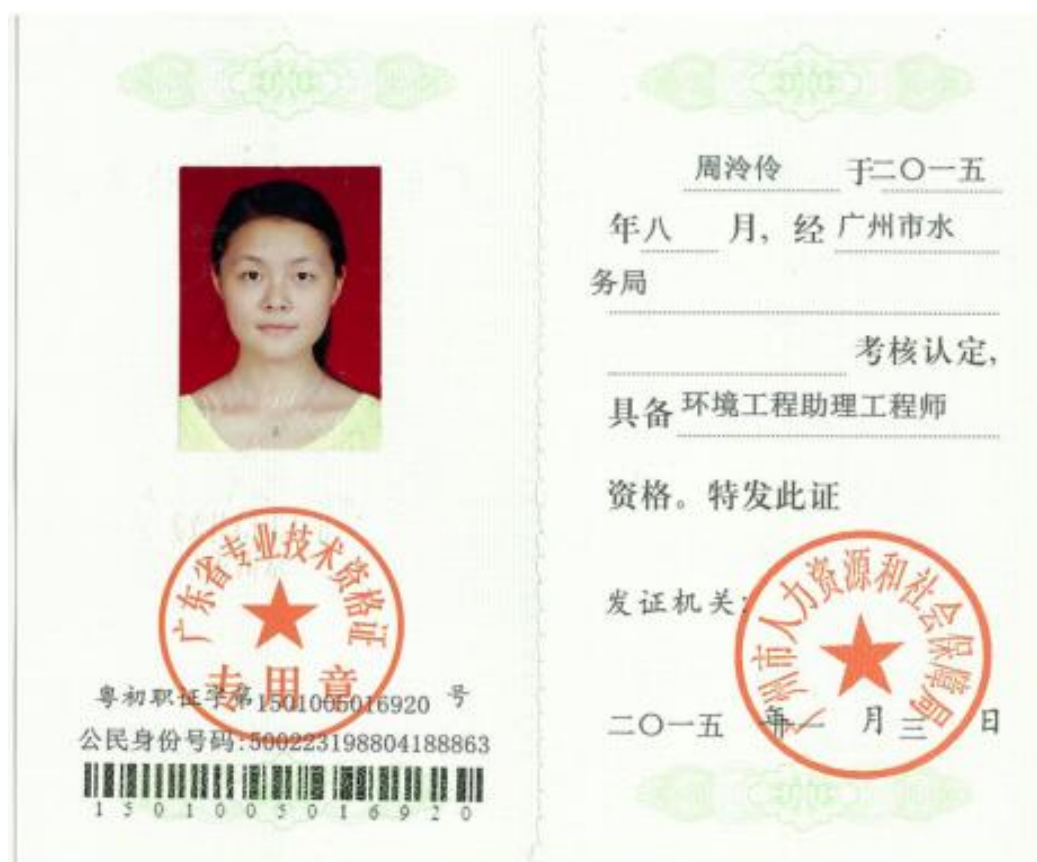 广东省专业技术资格证
专用章
粤初职证字第1501005016920 号
公民身份号码:500223198804188863
1501005016920
周泠伶 于二〇一五
年八 月, 经 广州市水
务局
考核认定,
具备 环境工程助理工程师
资格。特发此证
发证机关:
广州市人力资源和社会保障局
二〇一五 年 月三 日